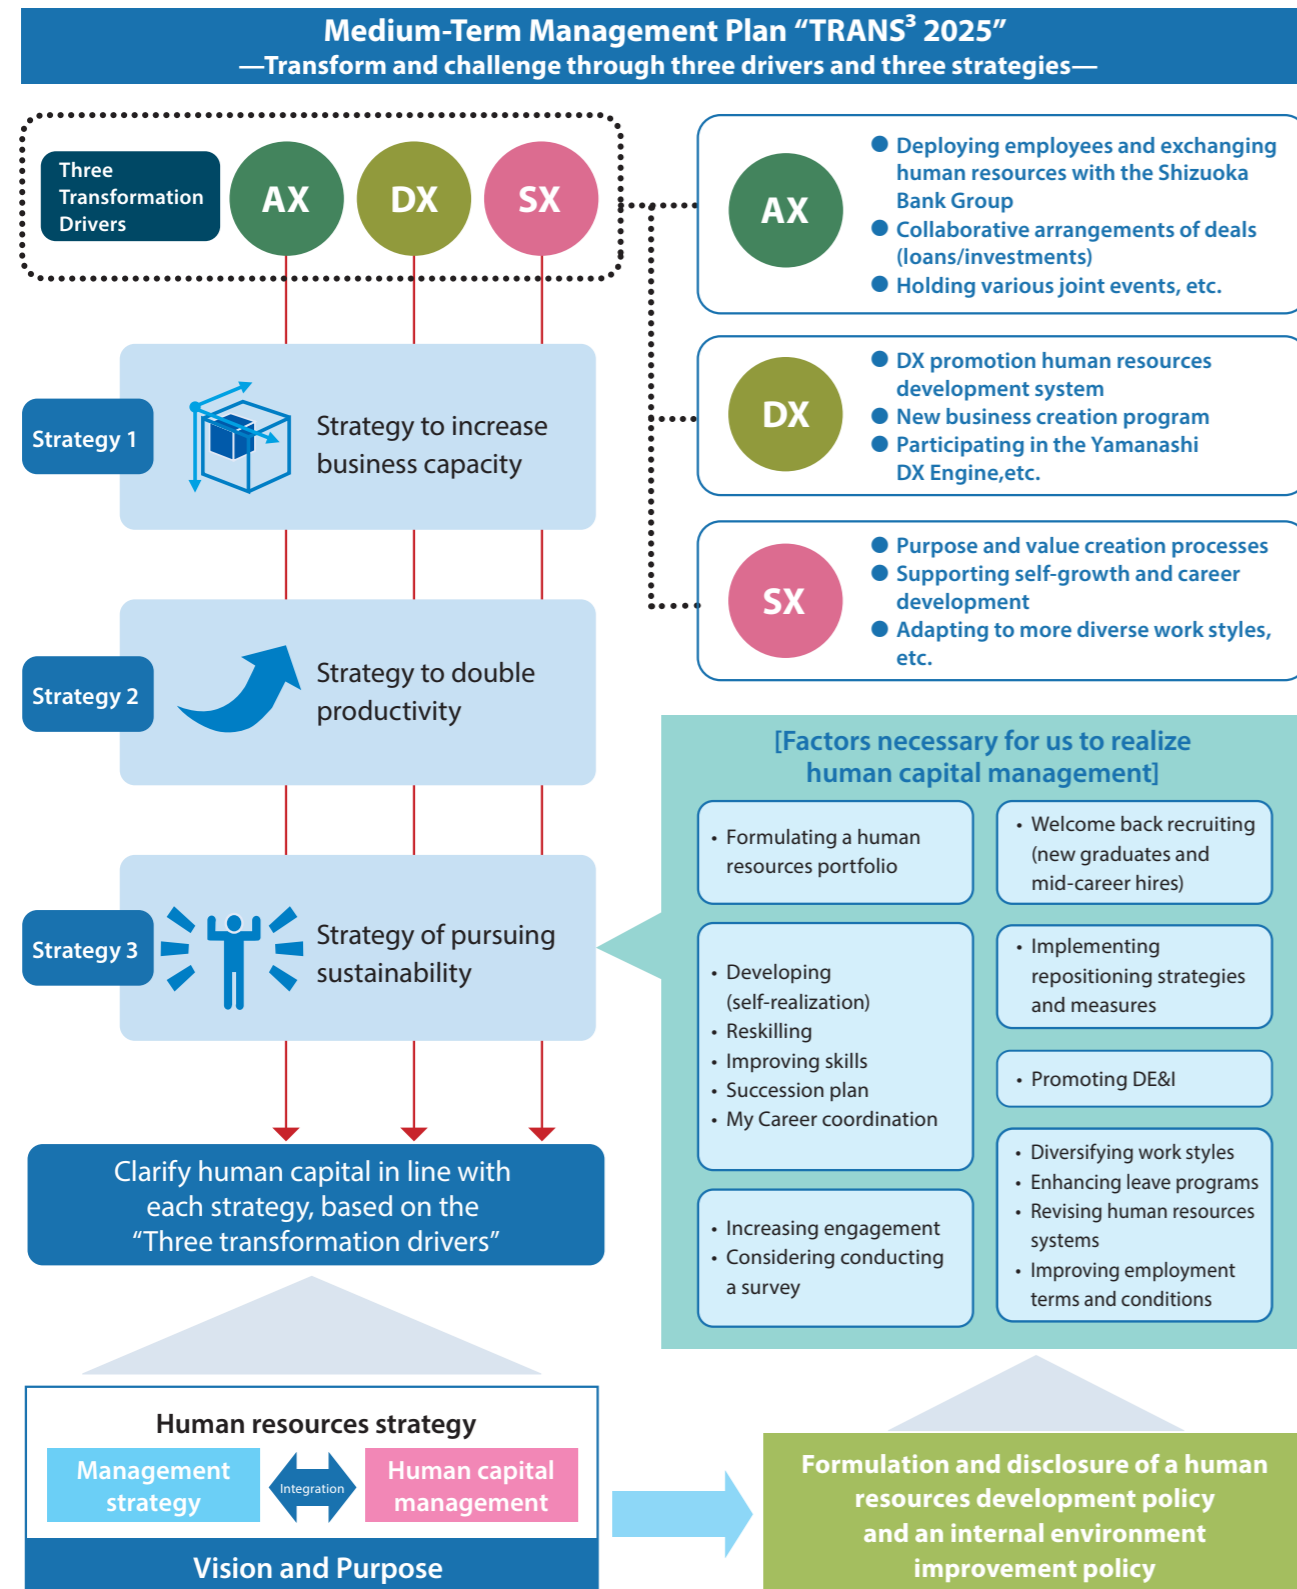 Medium-Term Management Plan “TRANS³ 2025”
—Transform and challenge through three drivers and three strategies—
Three
Transformation
Drivers
AX
DX
SX
AX
● Deploying employees and exchanging
human resources with the Shizuoka
Bank Group
● Collaborative arrangements of deals
(loans/investments)
● Holding various joint events, etc.
DX
● DX promotion human resources
development system
● New business creation program
● Participating in the Yamanashi
DX Engine,etc.
SX
● Purpose and value creation processes
● Supporting self-growth and career
development
● Adapting to more diverse work styles,
etc.
Strategy 1
Strategy to increase
business capacity
Strategy 2
Strategy to double
productivity
Strategy 3
Strategy of pursuing
sustainability
Clarify human capital in line with
each strategy, based on the
“Three transformation drivers”
[Factors necessary for us to realize
human capital management]
• Formulating a human
resources portfolio
• Developing
(self-realization)
• Reskilling
• Improving skills
• Succession plan
• My Career coordination
• Increasing engagement
• Considering conducting
a survey
• Welcome back recruiting
(new graduates and
mid-career hires)
• Implementing
repositioning strategies
and measures
• Promoting DE&I
• Diversifying work styles
• Enhancing leave programs
• Revising human resources
systems
• Improving employment
terms and conditions
Human resources strategy
Management
strategy
Integration
Human capital
management
Vision and Purpose
Formulation and disclosure of a human
resources development policy
and an internal environment
improvement policy